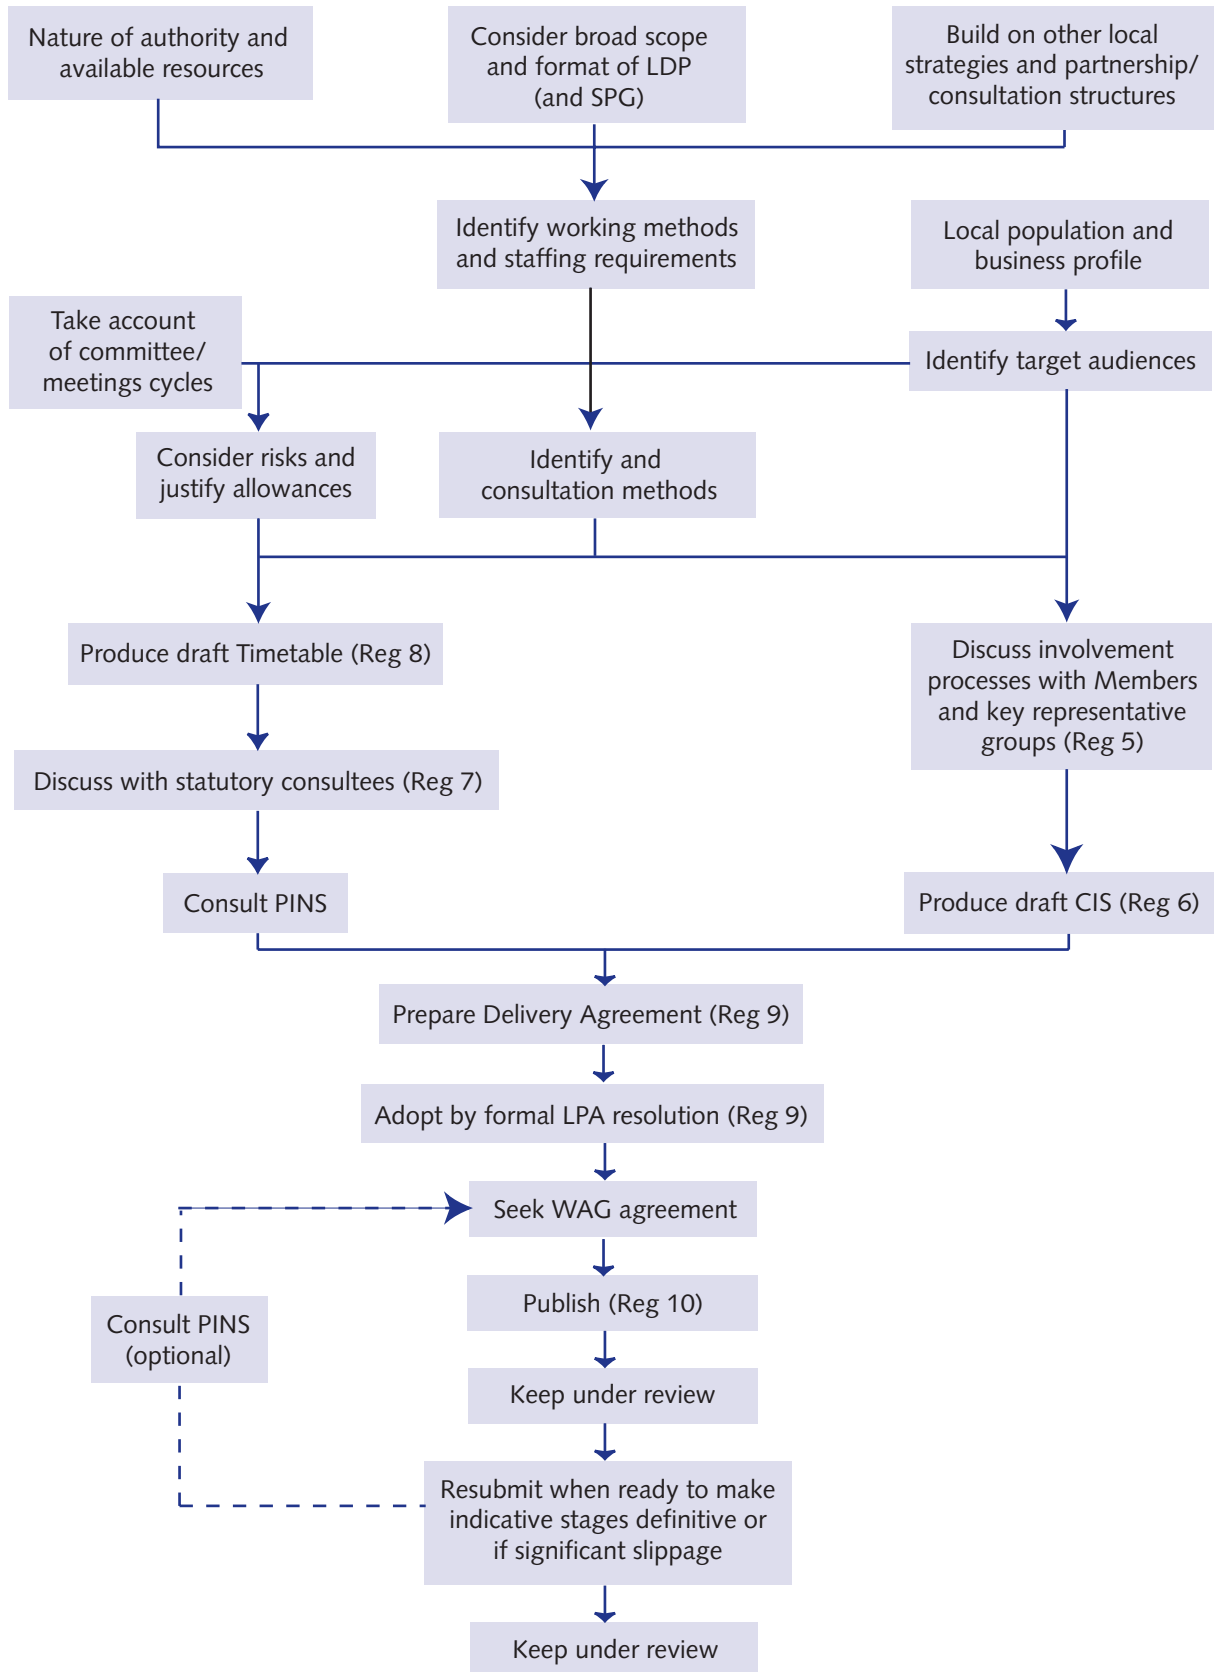 Nature of authority and
available resources
Consider broad scope
and format of LDP
(and SPG)
Build on other local
strategies and partnership/
consultation structures
Identify working methods
and staffing requirements
Local population and
business profile
Take account
of committee/
meetings cycles
Identify target audiences
Consider risks and
justify allowances
Identify and
consultation methods
Produce draft Timetable (Reg 8)
Discuss involvement
processes with Members
and key representative
groups (Reg 5)
Discuss with statutory consultees (Reg 7)
Consult PINS
Produce draft CIS (Reg 6)
Prepare Delivery Agreement (Reg 9)
Adopt by formal LPA resolution (Reg 9)
Seek WAG agreement
Publish (Reg 10)
Consult PINS
(optional)
Keep under review
Resubmit when ready to make
indicative stages definitive or
if significant slippage
Keep under review